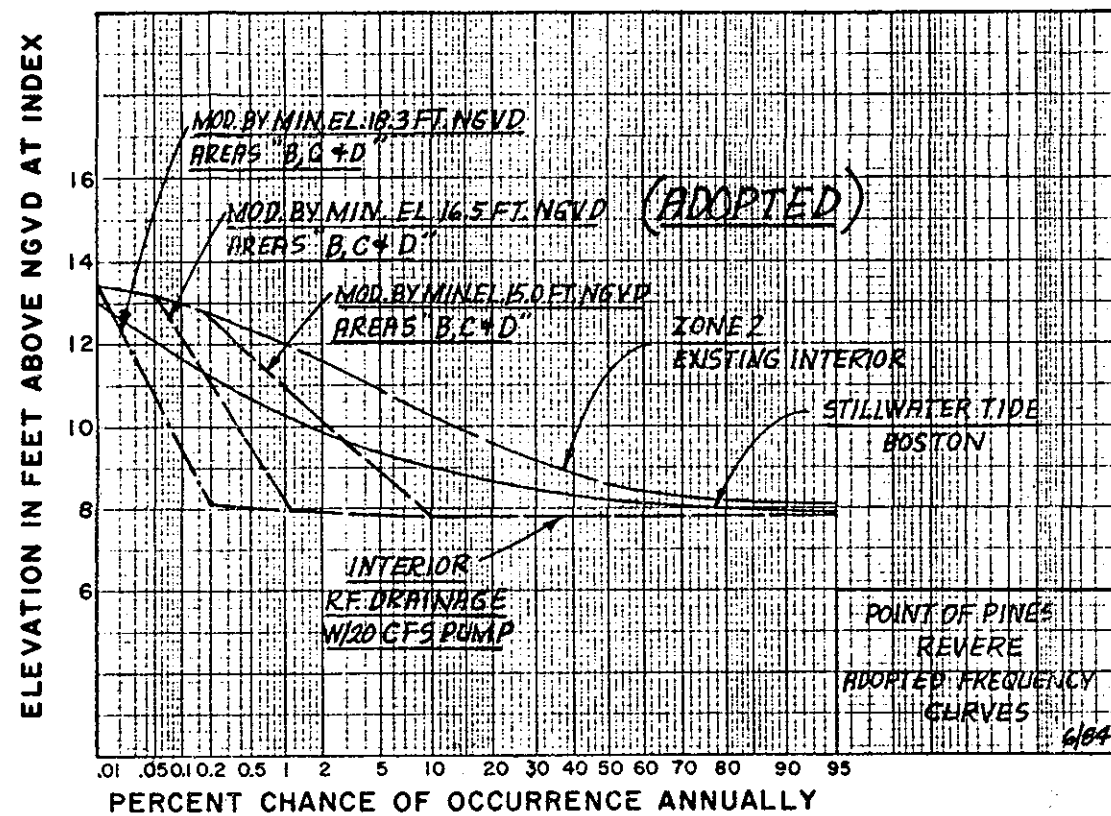 ELEVATION IN FEET ABOVE NGVD AT INDEX
16
14
12
10
8
6
MOD. BY MIN. EL. 18.3 FT. NGVD
AREAS "B, C & D"
MOD. BY MIN. EL 16.5 FT. NGVD
AREAS "B, C & D"
(ADOPTED)
MOD. BY MIN. EL. 15.0 FT. NGVD
AREAS "B, C & D"
ZONE 2
EXISTING INTERIOR
STILLWATER TIDE
BOSTON
INTERIOR
R.F. DRAINAGE
W/20 CFS PUMP
POINT OF PINES
REVERE
ADOPTED FREQUENCY
CURVES
6/84
.01 .05 0.1 0.2 0.5 1 2 5 10 20 30 40 50 60 70 80 90 95
PERCENT CHANCE OF OCCURRENCE ANNUALLY